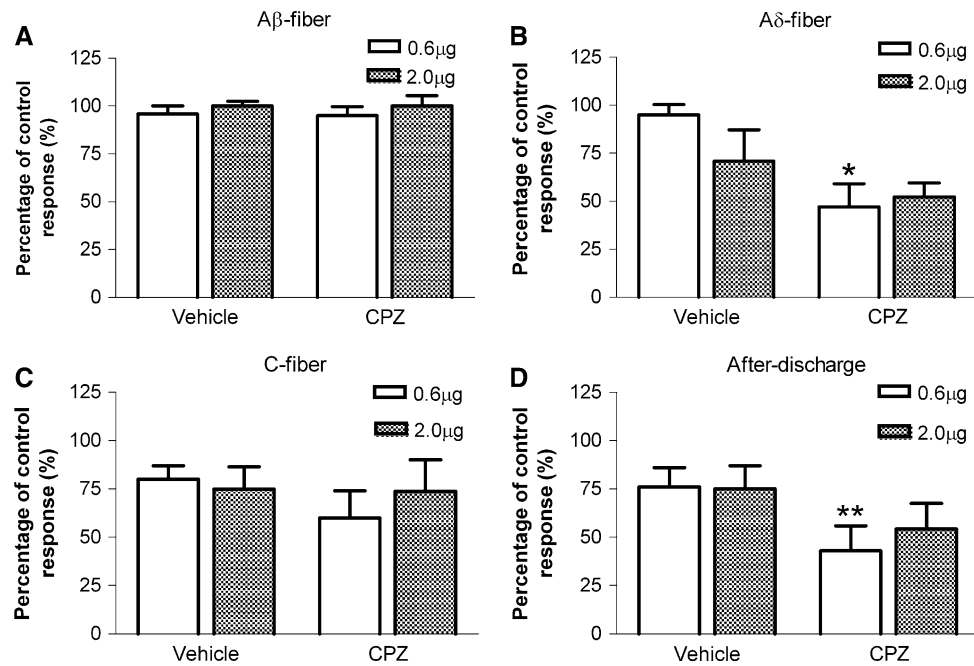 A
Aβ-fiber
0.6μg
2.0μg
Percentage of control
response (%)
125
100
75
50
25
0
Vehicle
CPZ
B
Aδ-fiber
0.6μg
2.0μg
Percentage of control
response (%)
125
100
75
50
25
0
*
Vehicle
CPZ
C
C-fiber
0.6μg
2.0μg
Percentage of control
response (%)
125
100
75
50
25
0
Vehicle
CPZ
D
After-discharge
0.6μg
2.0μg
Percentage of control
response (%)
125
100
75
50
25
0
**
Vehicle
CPZ